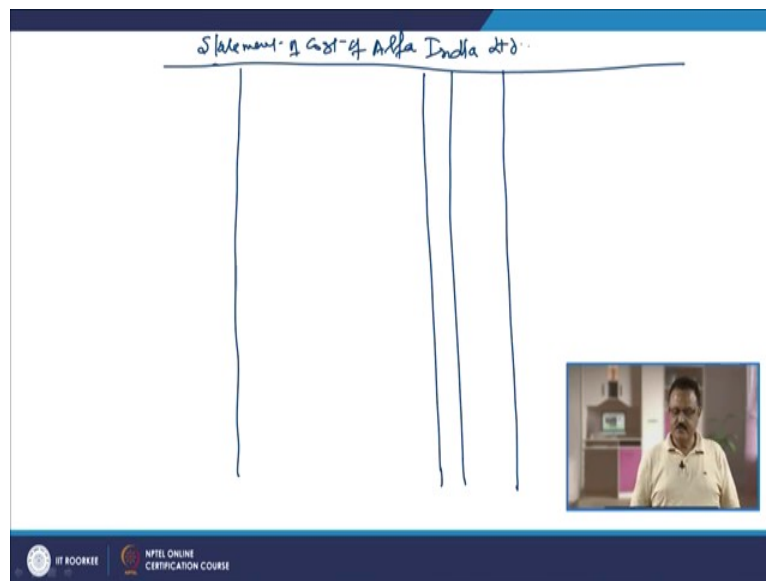 Statement of Cost of Alfa India Ltd.
IIT ROORKEE
NPTEL ONLINE
CERTIFICATION COURSE